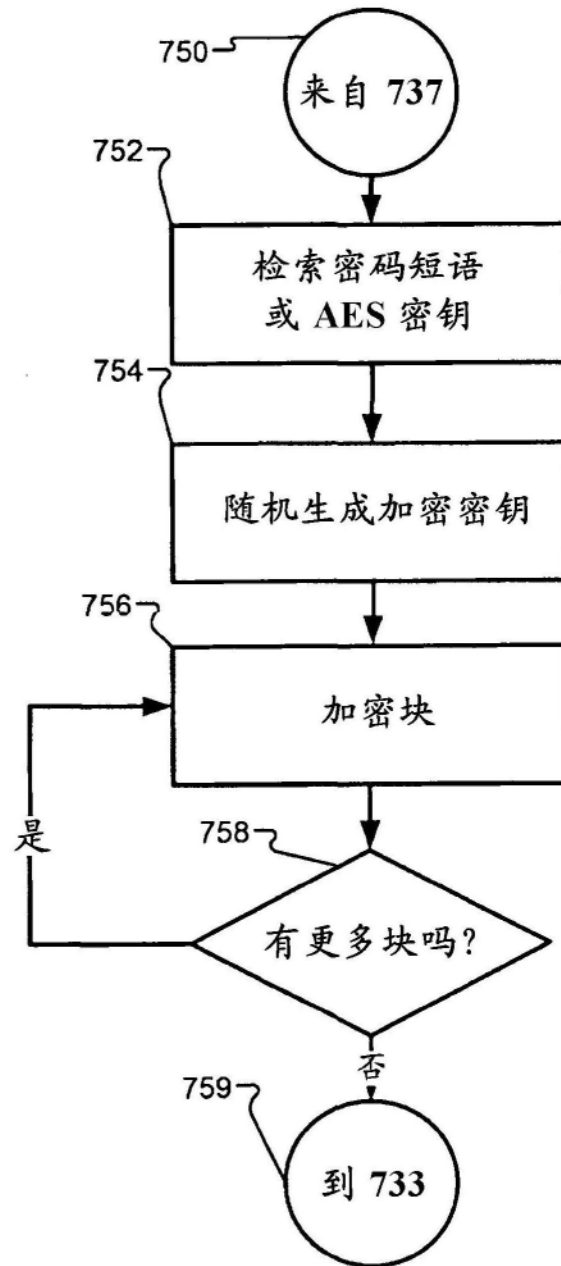 750
来自 737
752
检索密码短语
或 AES 密钥
754
随机生成加密密钥
756
加密块
是
758
有更多块吗?
否
759
到 733